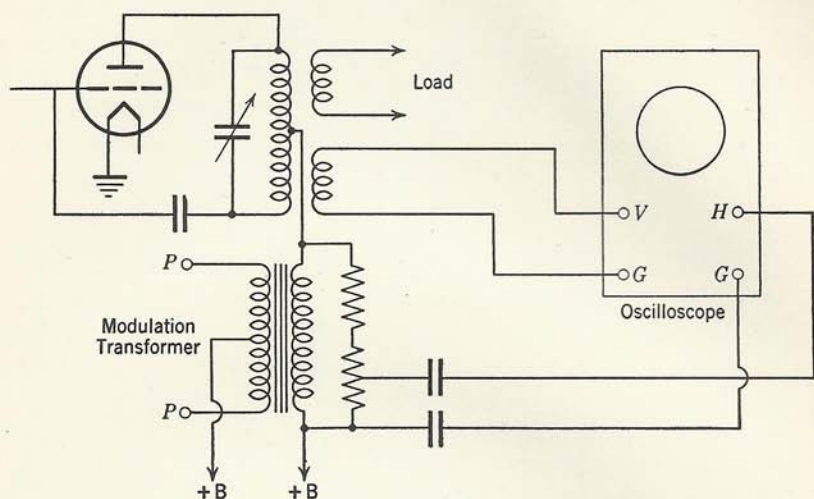 Load
V
H
G
G
Oscilloscope
P
Modulation
Transformer
P
+B
+B